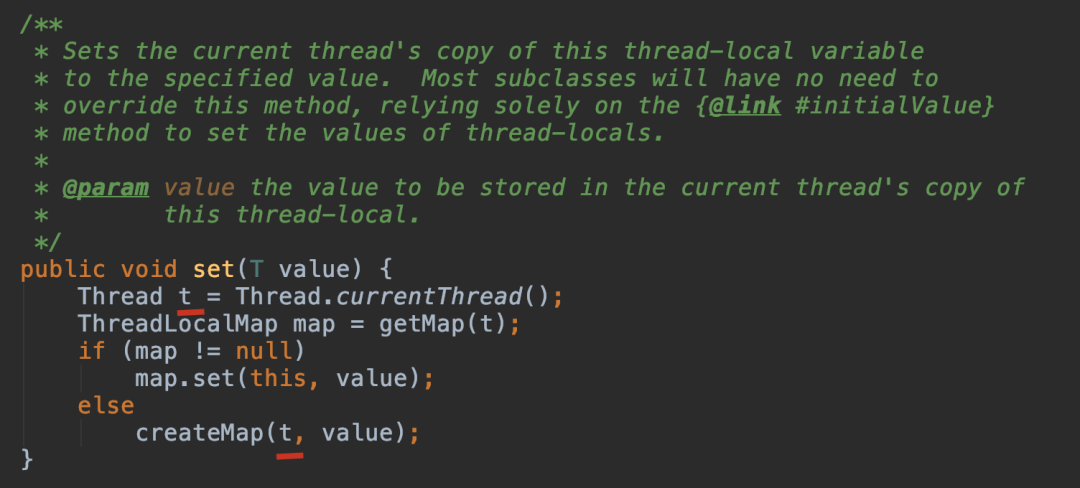 /**
 * Sets the current thread's copy of this thread-local variable
 * to the specified value.  Most subclasses will have no need to
 * override this method, relying solely on the {@link #initialValue}
 * method to set the values of thread-locals.
 *
 * @param value the value to be stored in the current thread's copy of
 *        this thread-local.
 */
public void set(T value) {
    Thread t = Thread.currentThread();
    ThreadLocalMap map = getMap(t);
    if (map != null)
        map.set(this, value);
    else
        createMap(t, value);
}